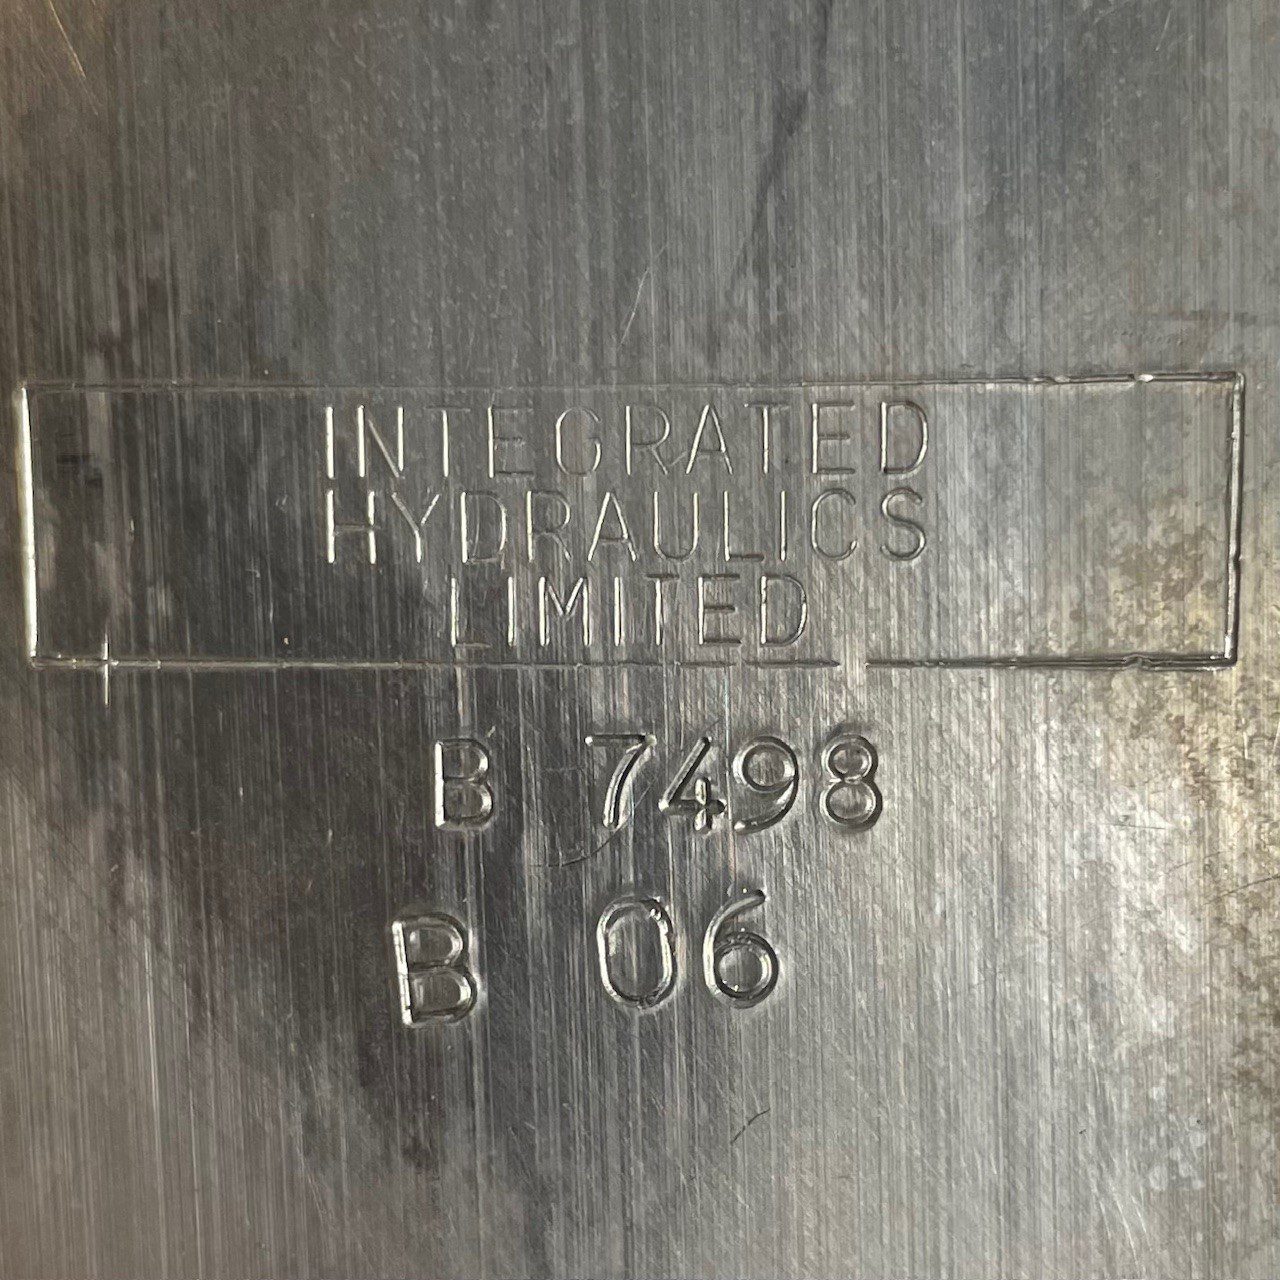 INTEGRATED
HYDRAULICS
LIMITED
B 7498
B 06